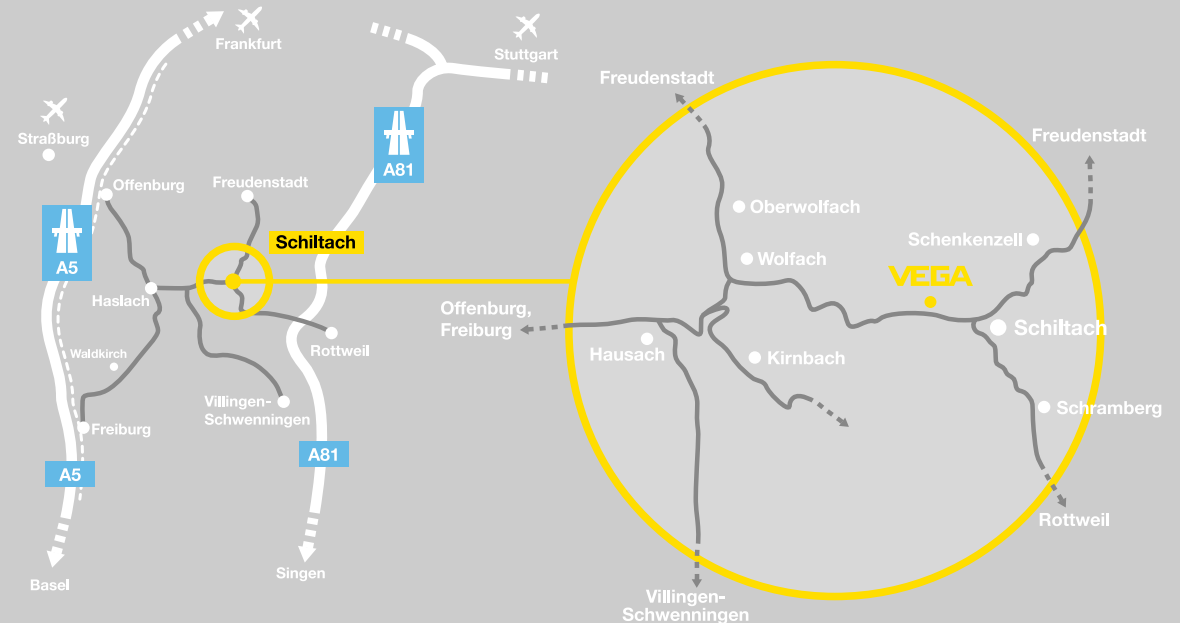 Frankfurt
Stuttgart
Straßburg
A81
Offenburg
Freudenstadt
A5
Schiltach
Haslach
Waldkirch
Rottweil
Villingen-
Schwenningen
Freiburg
A5
A81
Basel
Singen
Freudenstadt
Freudenstadt
Oberwolfach
Schenkenzell
Wolfach
VEGA
Offenburg,
Freiburg
Schiltach
Hausach
Kirnbach
Schramberg
Rottweil
Villingen-
Schwenningen